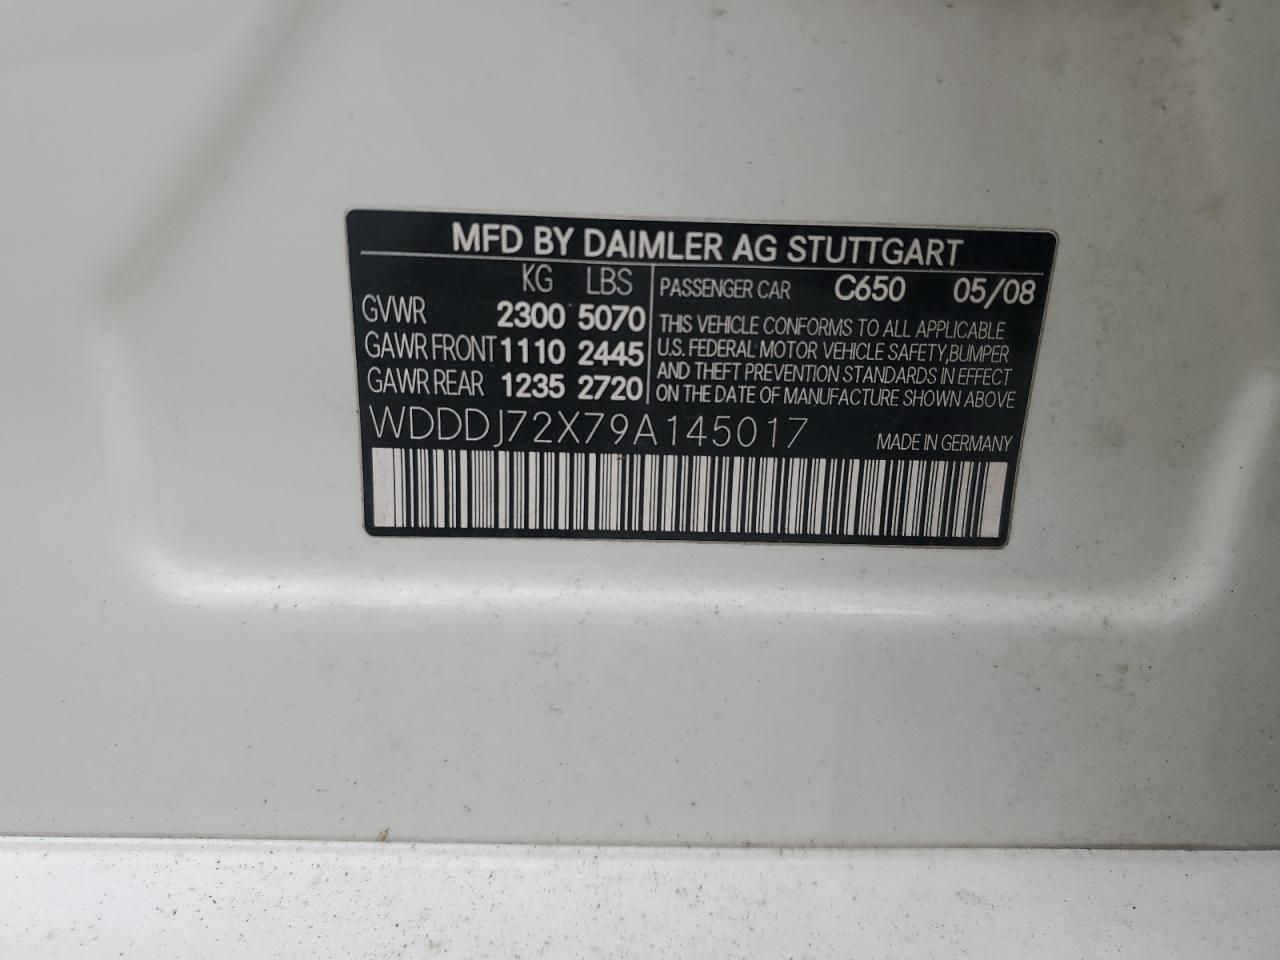 MFD BY DAIMLER AG STUTTGART
KG LBS
GVWR 2300 5070
GAWR FRONT 1110 2445
GAWR REAR 1235 2720
PASSENGER CAR C650 05/08
THIS VEHICLE CONFORMS TO ALL APPLICABLE
U.S. FEDERAL MOTOR VEHICLE SAFETY,BUMPER
AND THEFT PREVENTION STANDARDS IN EFFECT
ON THE DATE OF MANUFACTURE SHOWN ABOVE
WDDDJ72X79A145017
MADE IN GERMANY